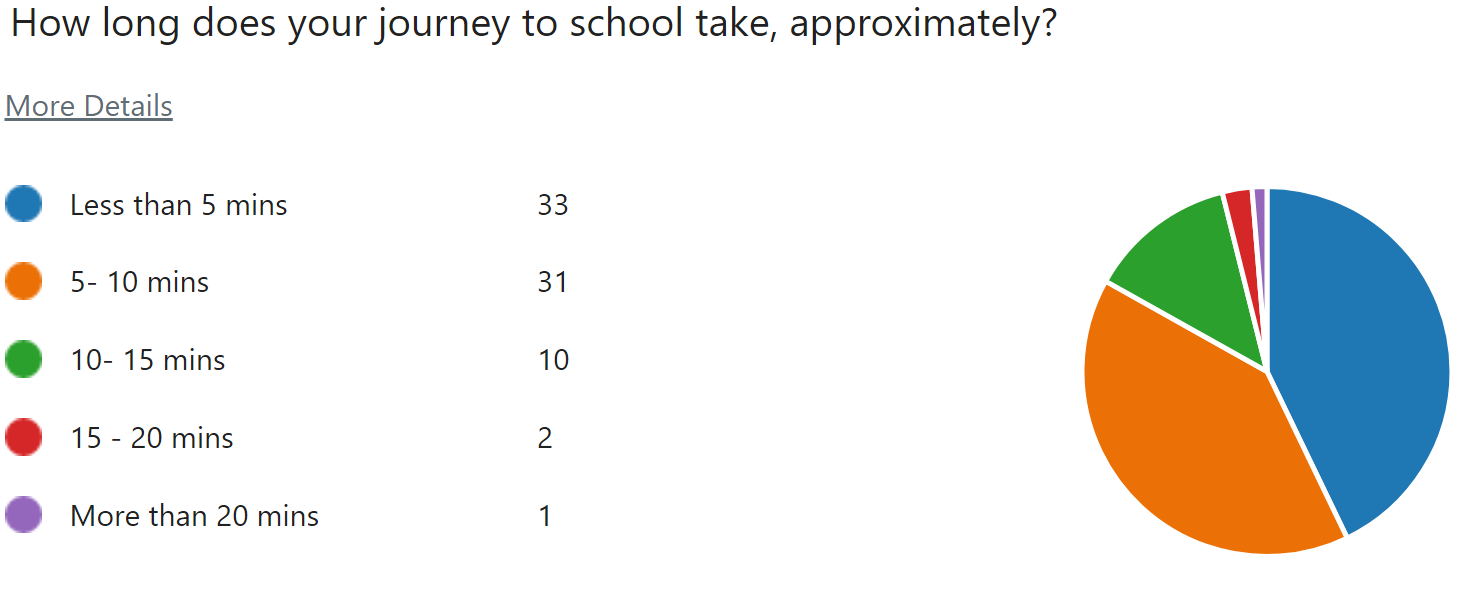 How long does your journey to school take, approximately?
More Details
Less than 5 mins 33
5- 10 mins 31
10- 15 mins 10
15 - 20 mins 2
More than 20 mins 1